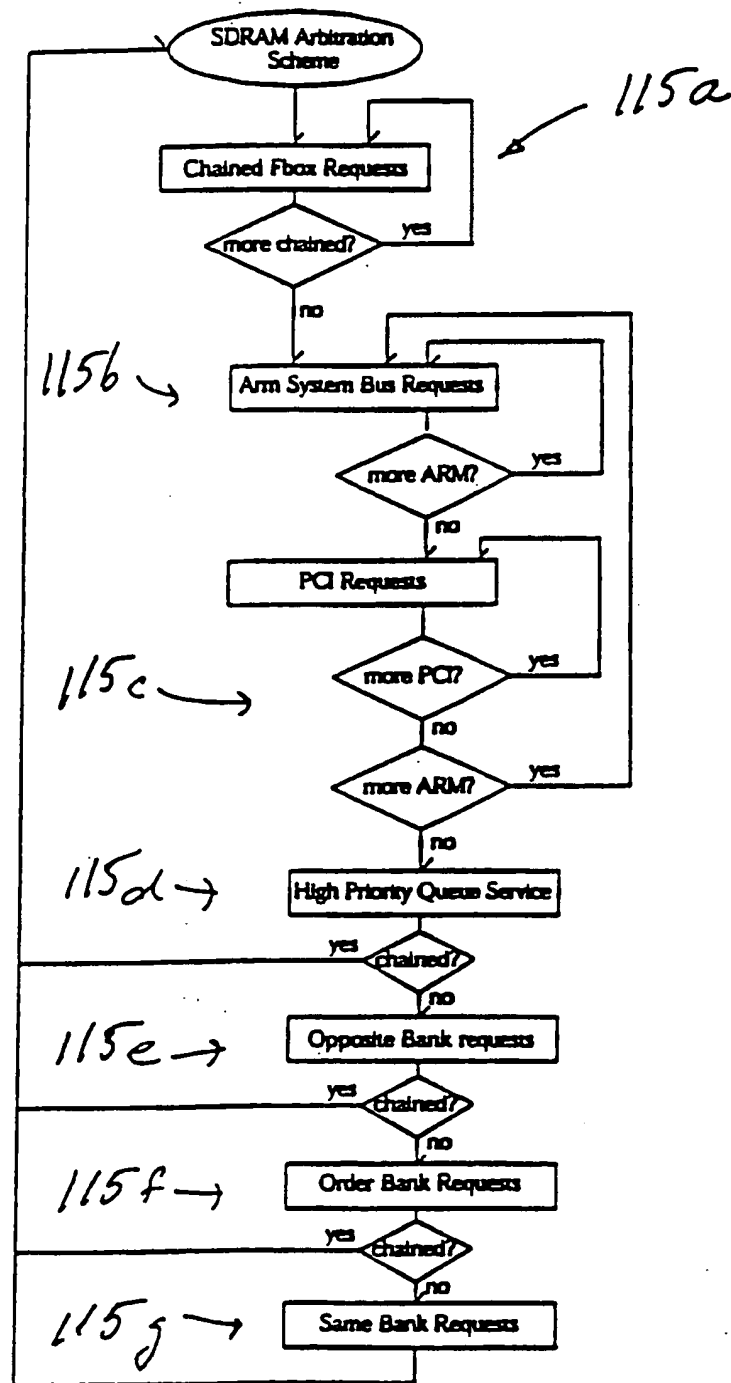 SDRAM Arbitration
Scheme
115a
Chained Fbox Requests
more chained?
yes
no
115b
Arm System Bus Requests
more ARM?
yes
no
PCI Requests
115c
more PCI?
yes
no
more ARM?
yes
no
115d
High Priority Queue Service
yes
chained?
no
115e
Opposite Bank requests
yes
chained?
no
115f
Order Bank Requests
yes
chained?
no
115g
Same Bank Requests